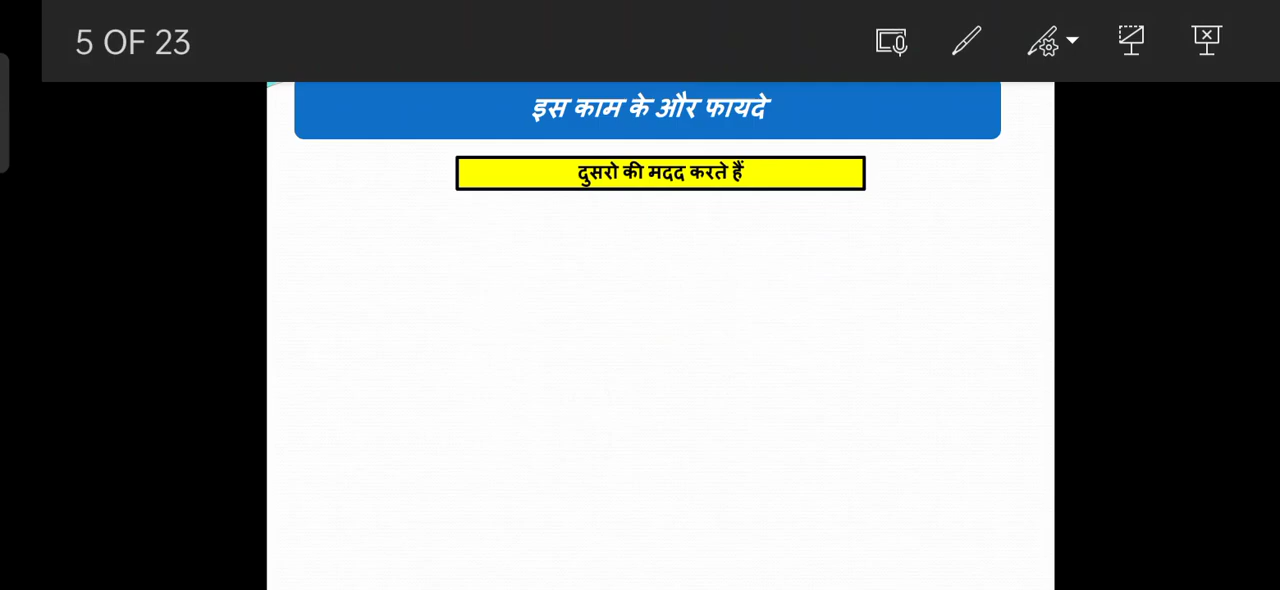 5 OF 23
इस काम के और फायदे
दुसरो की मदद करते हैं